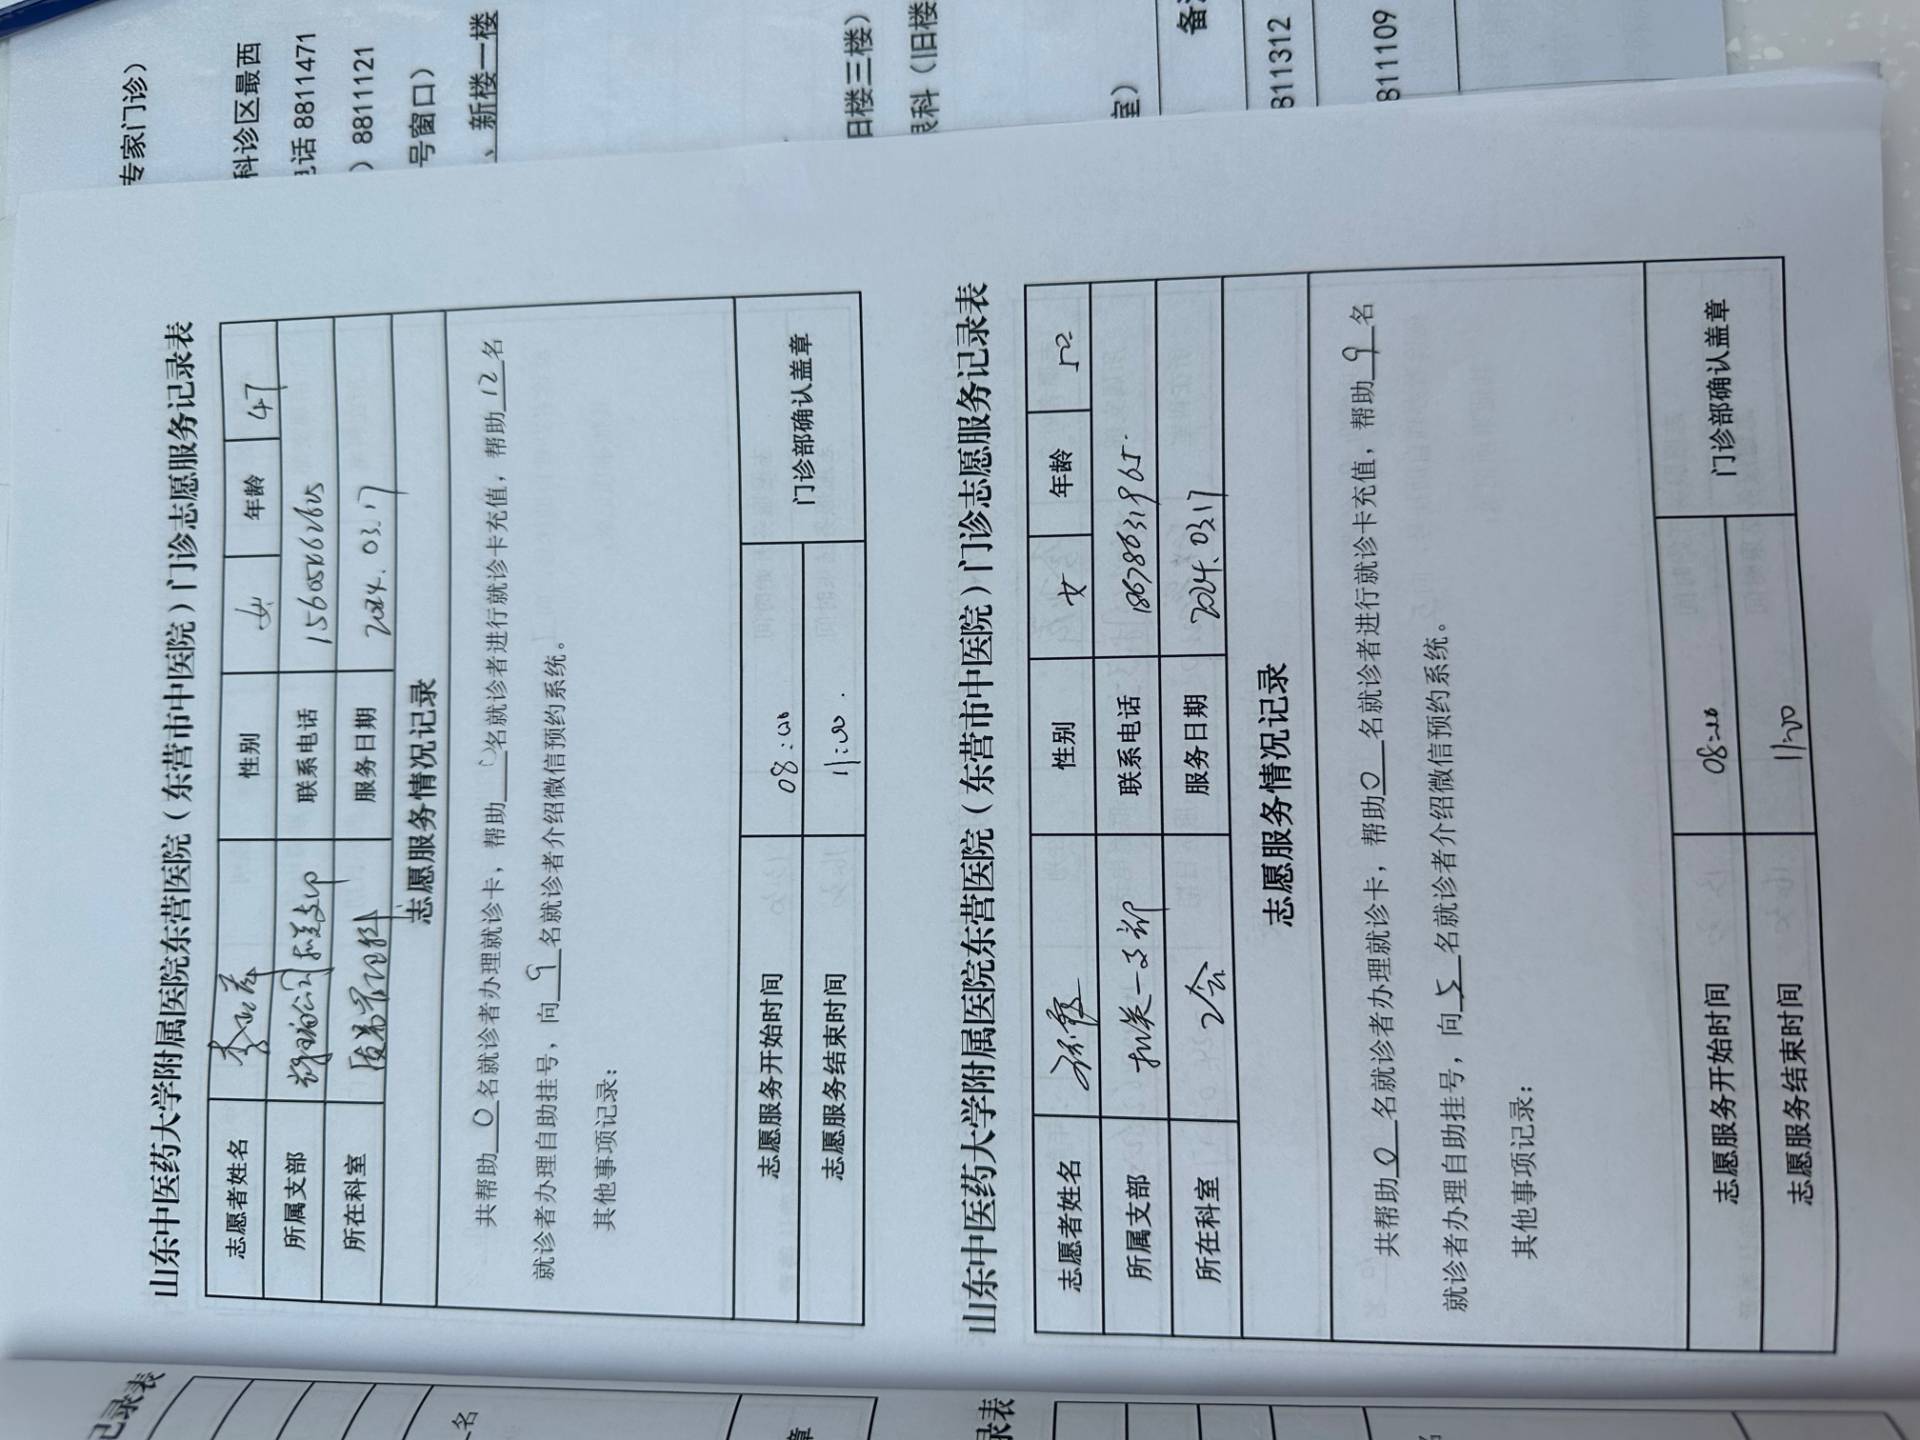 专家门诊）
科诊区最西
电话 8811471
）8811121
号窗口）
、新楼一楼
日楼三楼）
眼科（旧楼
室）
备注
811312
811109
山东中医药大学附属医院东营医院（东营市中医院）门诊志愿服务记录表
志愿者姓名 性别 女 年龄 47
所属支部 联系电话
所在科室 服务日期 2024.03.17
志愿服务情况记录
共帮助 0 名就诊者办理就诊卡，帮助 名就诊者进行就诊卡充值，帮助 12 名
就诊者办理自助挂号，向 9 名就诊者介绍微信预约系统。
其他事项记录：
志愿服务开始时间 08:00 门诊部确认盖章
志愿服务结束时间 11:00.
山东中医药大学附属医院东营医院（东营市中医院）门诊志愿服务记录表
志愿者姓名 性别 女 年龄 52
所属支部 联系电话 18678031965.
所在科室 服务日期 2024.03.17
志愿服务情况记录
共帮助 0 名就诊者办理就诊卡，帮助 0 名就诊者进行就诊卡充值，帮助 9 名
就诊者办理自助挂号，向 5 名就诊者介绍微信预约系统。
其他事项记录：
志愿服务开始时间 08:00 门诊部确认盖章
志愿服务结束时间 11:00
记录表
名
章
录表
名